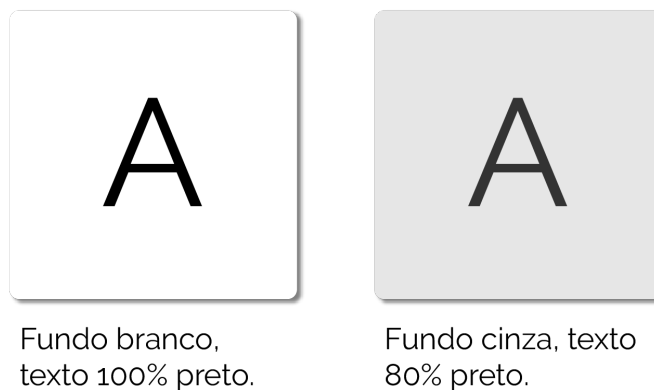 A
Fundo branco,
texto 100% preto.
A
Fundo cinza, texto
80% preto.